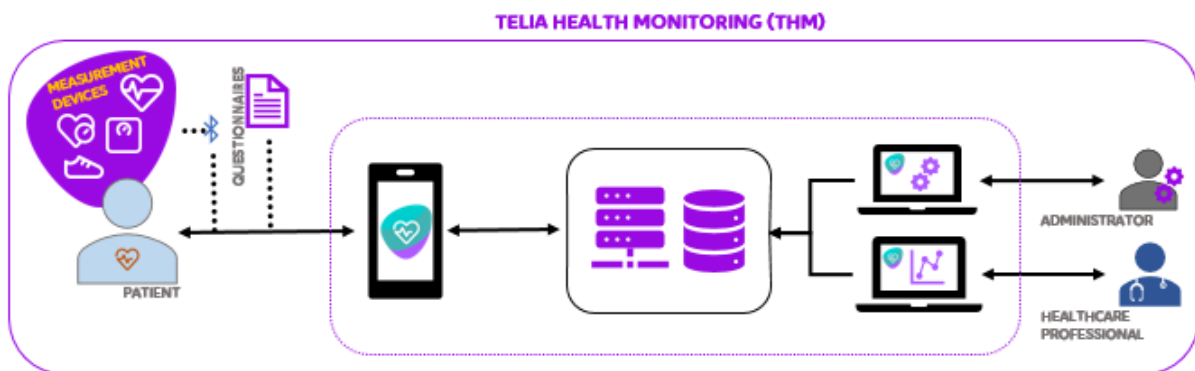 TELIA HEALTH MONITORING (THM)
MEASUREMENT
DEVICES
QUESTIONNAIRES
PATIENT
ADMINISTRATOR
HEALTHCARE
PROFESSIONAL